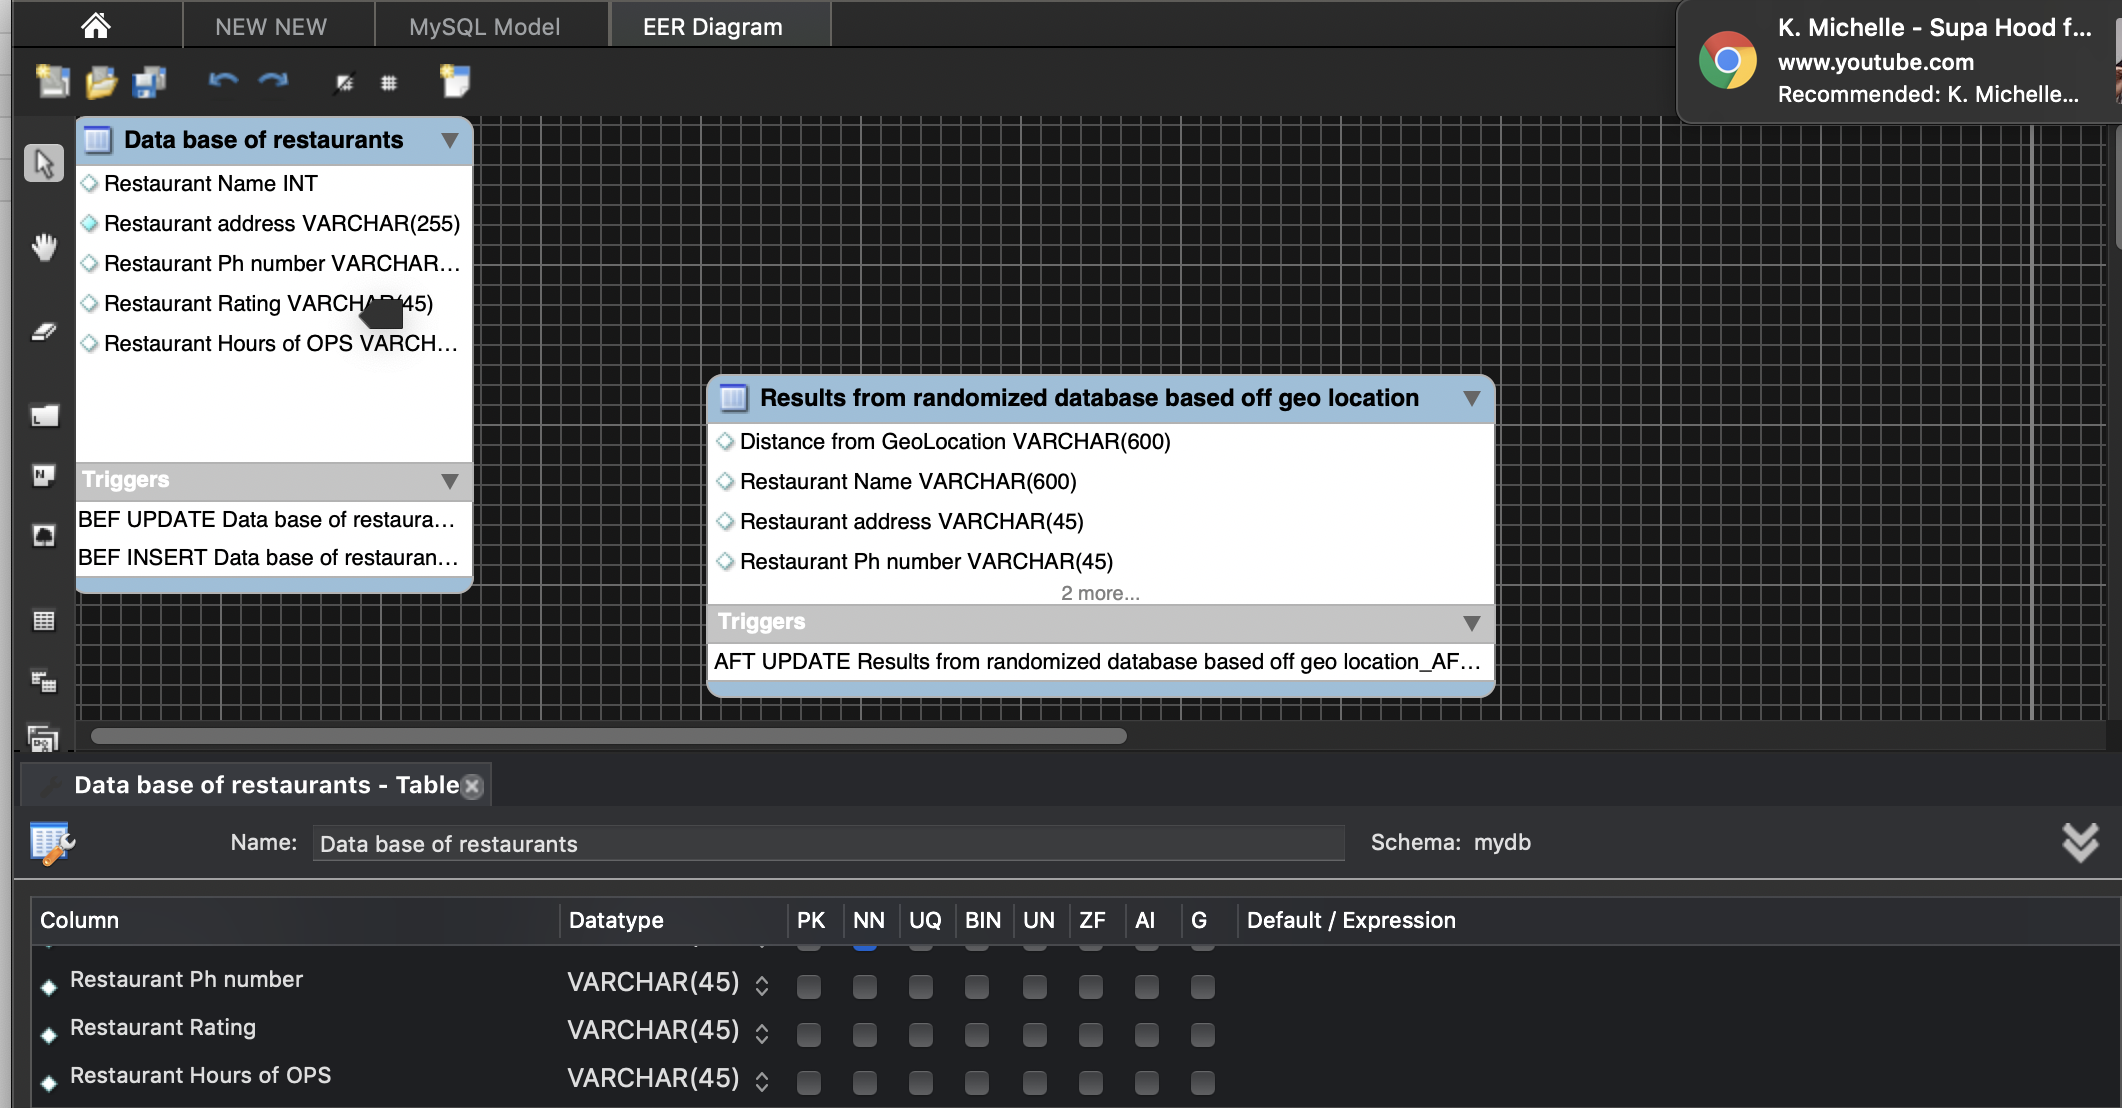 NEW NEW
MySQL Model
EER Diagram
K. Michelle - Supa Hood f...
www.youtube.com
Recommended: K. Michelle...
Data base of restaurants
Restaurant Name INT
Restaurant address VARCHAR(255)
Restaurant Ph number VARCHAR...
Restaurant Rating VARCHAR(45)
Restaurant Hours of OPS VARCH...
Triggers
BEF UPDATE Data base of restaura...
BEF INSERT Data base of restauran...
Results from randomized database based off geo location
Distance from GeoLocation VARCHAR(600)
Restaurant Name VARCHAR(600)
Restaurant address VARCHAR(45)
Restaurant Ph number VARCHAR(45)
2 more...
Triggers
AFT UPDATE Results from randomized database based off geo location_AF...
Data base of restaurants - Table
Name: Data base of restaurants Schema: mydb
Column Datatype PK NN UQ BIN UN ZF AI G Default / Expression
Restaurant Ph number VARCHAR(45)
Restaurant Rating VARCHAR(45)
Restaurant Hours of OPS VARCHAR(45)